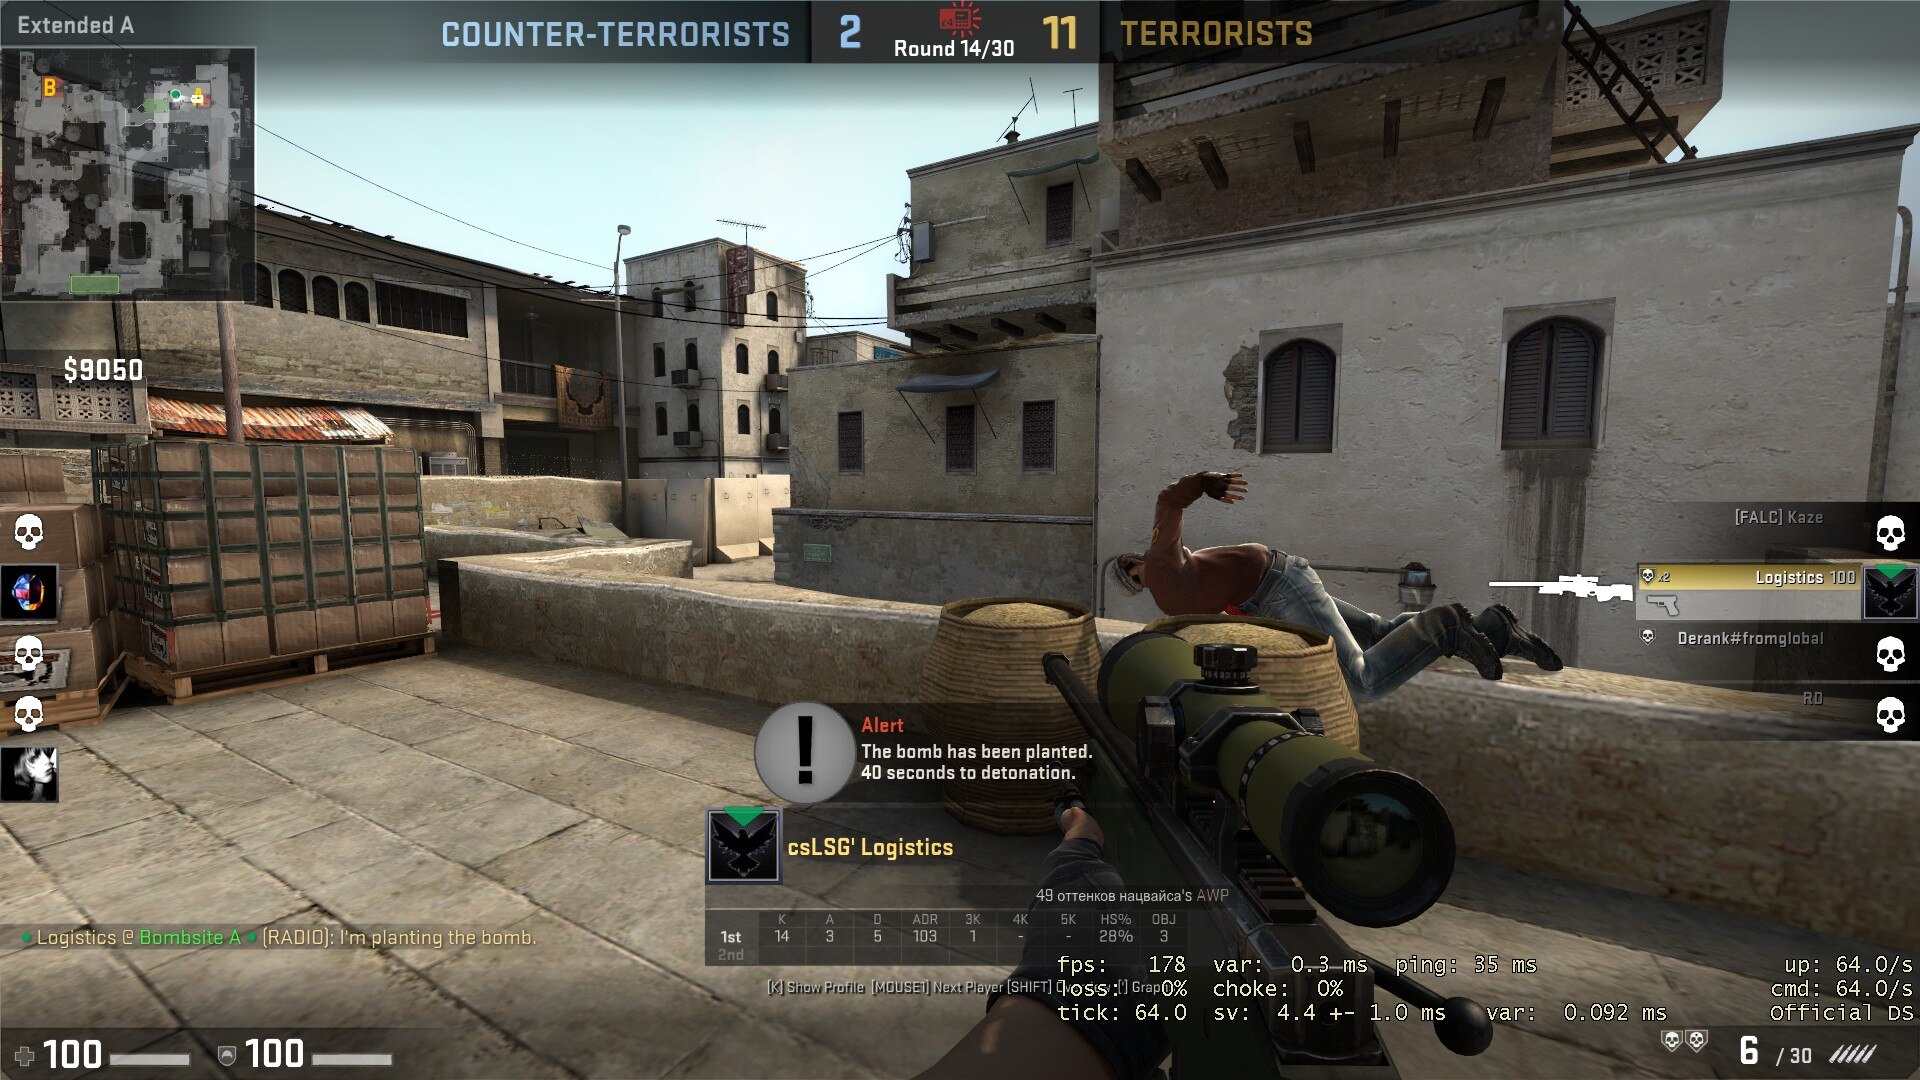 Extended A
COUNTER-TERRORISTS 2 Round 14/30 11 TERRORISTS
B
$9050
[FALC] Kaze
x2 Logistics 100
Derank#fromglobal
RD
Alert
The bomb has been planted.
40 seconds to detonation.
csLSG' Logistics
49 оттенков нацвайса's AWP
K A D ADR 3K 4K 5K HS% OBJ
1st 14 3 5 103 1 - - 28% 3
2nd
• Logistics @ Bombsite A • (RADIO): I'm planting the bomb.
[K] Show Profile [MOUSE1] Next Player [SHIFT]
fps: 178 var: 0.3 ms ping: 35 ms up: 64.0/s
loss: 0% choke: 0% cmd: 64.0/s
tick: 64.0 sv: 4.4 +- 1.0 ms var: 0.092 ms Official DS
100 100 6 / 30